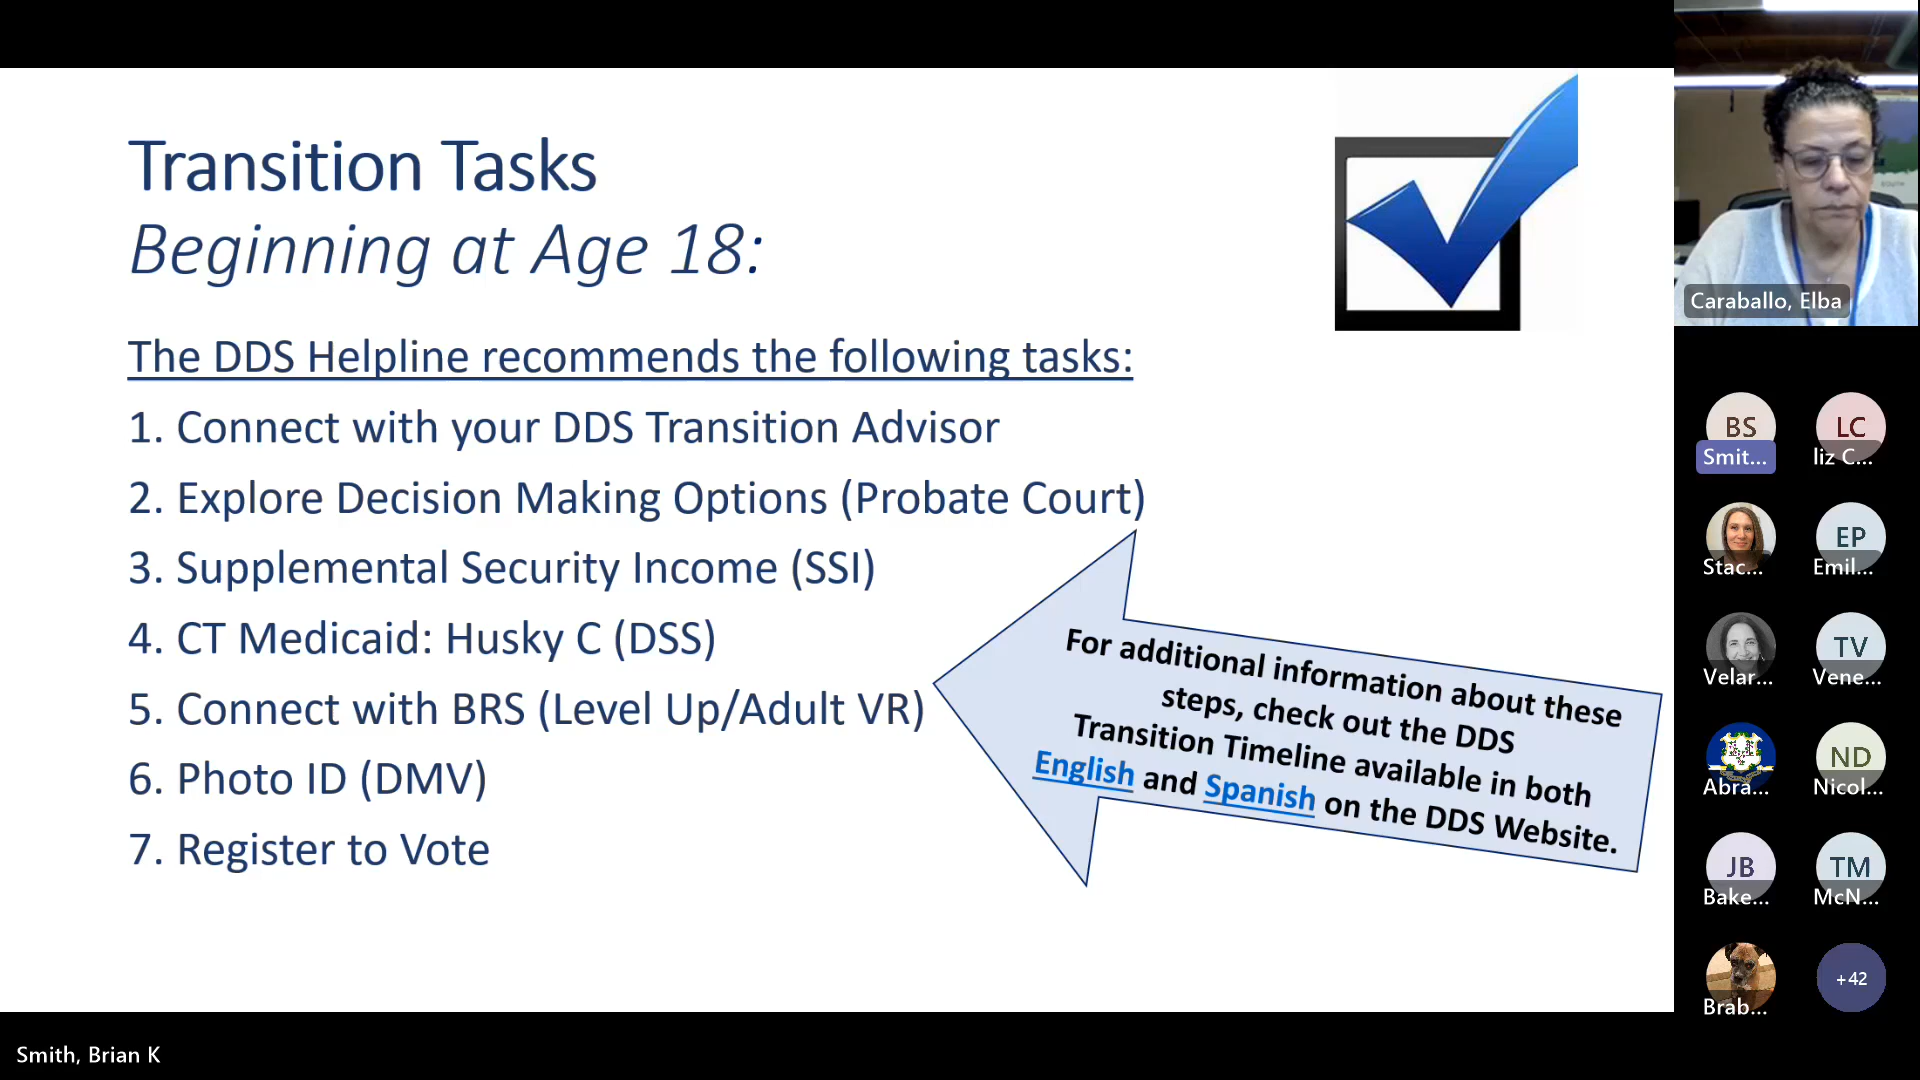 Transition Tasks
Beginning at Age 18:
The DDS Helpline recommends the following tasks:
1. Connect with your DDS Transition Advisor
2. Explore Decision Making Options (Probate Court)
3. Supplemental Security Income (SSI)
4. CT Medicaid: Husky C (DSS)
5. Connect with BRS (Level Up/Adult VR)
6. Photo ID (DMV)
7. Register to Vote
For additional information about these
steps, check out the DDS
Transition Timeline available in both
English and Spanish on the DDS Website.
Caraballo, Elba
BS
Smit...
LC
liz C...
Stac...
EP
Emil...
Velar...
TV
Vene...
Abra...
ND
Nicol...
JB
Bake...
TM
McN...
Brab...
+42
Smith, Brian K